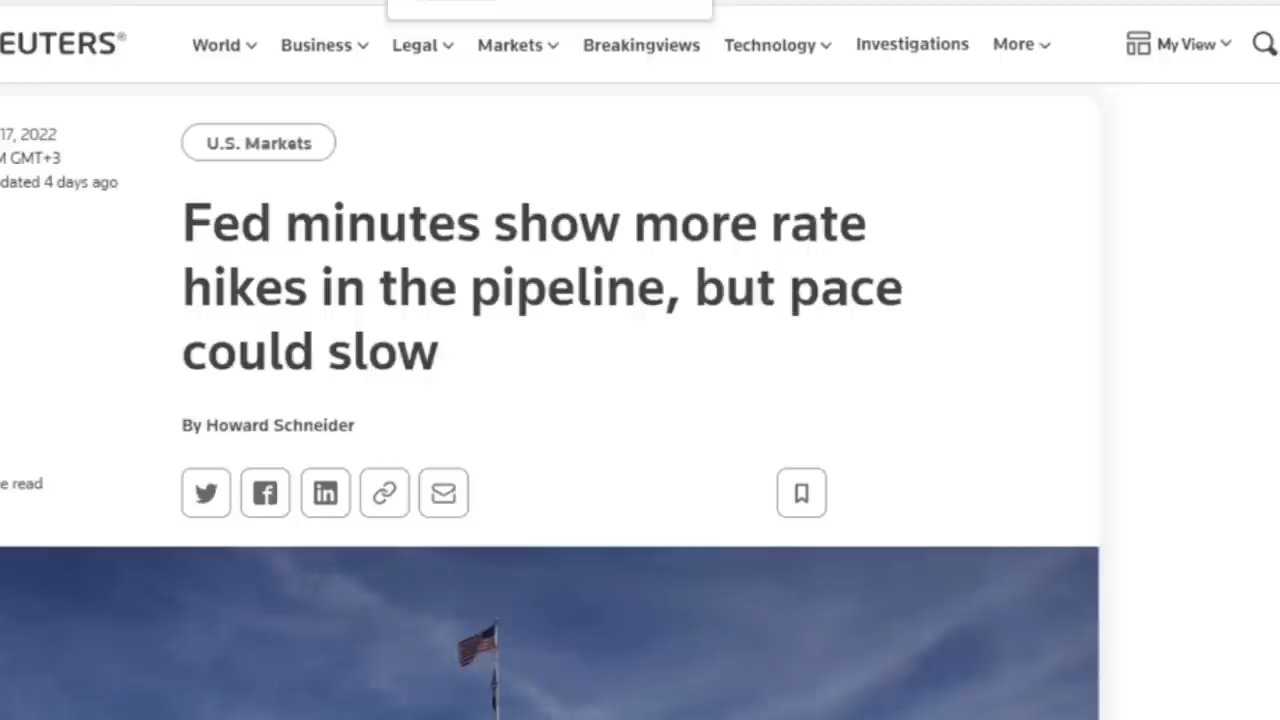 EUTERS®
World Business Legal Markets Breakingviews Technology Investigations More My View
17, 2022
M GMT+3
dated 4 days ago
U.S. Markets
Fed minutes show more rate
hikes in the pipeline, but pace
could slow
By Howard Schneider
e read